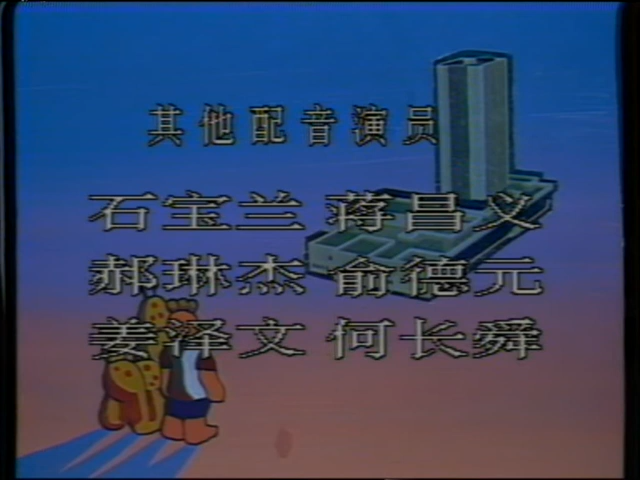 其他配音演员
石宝兰 蒋昌义
郝琳杰 俞德元
姜泽文 何长舜